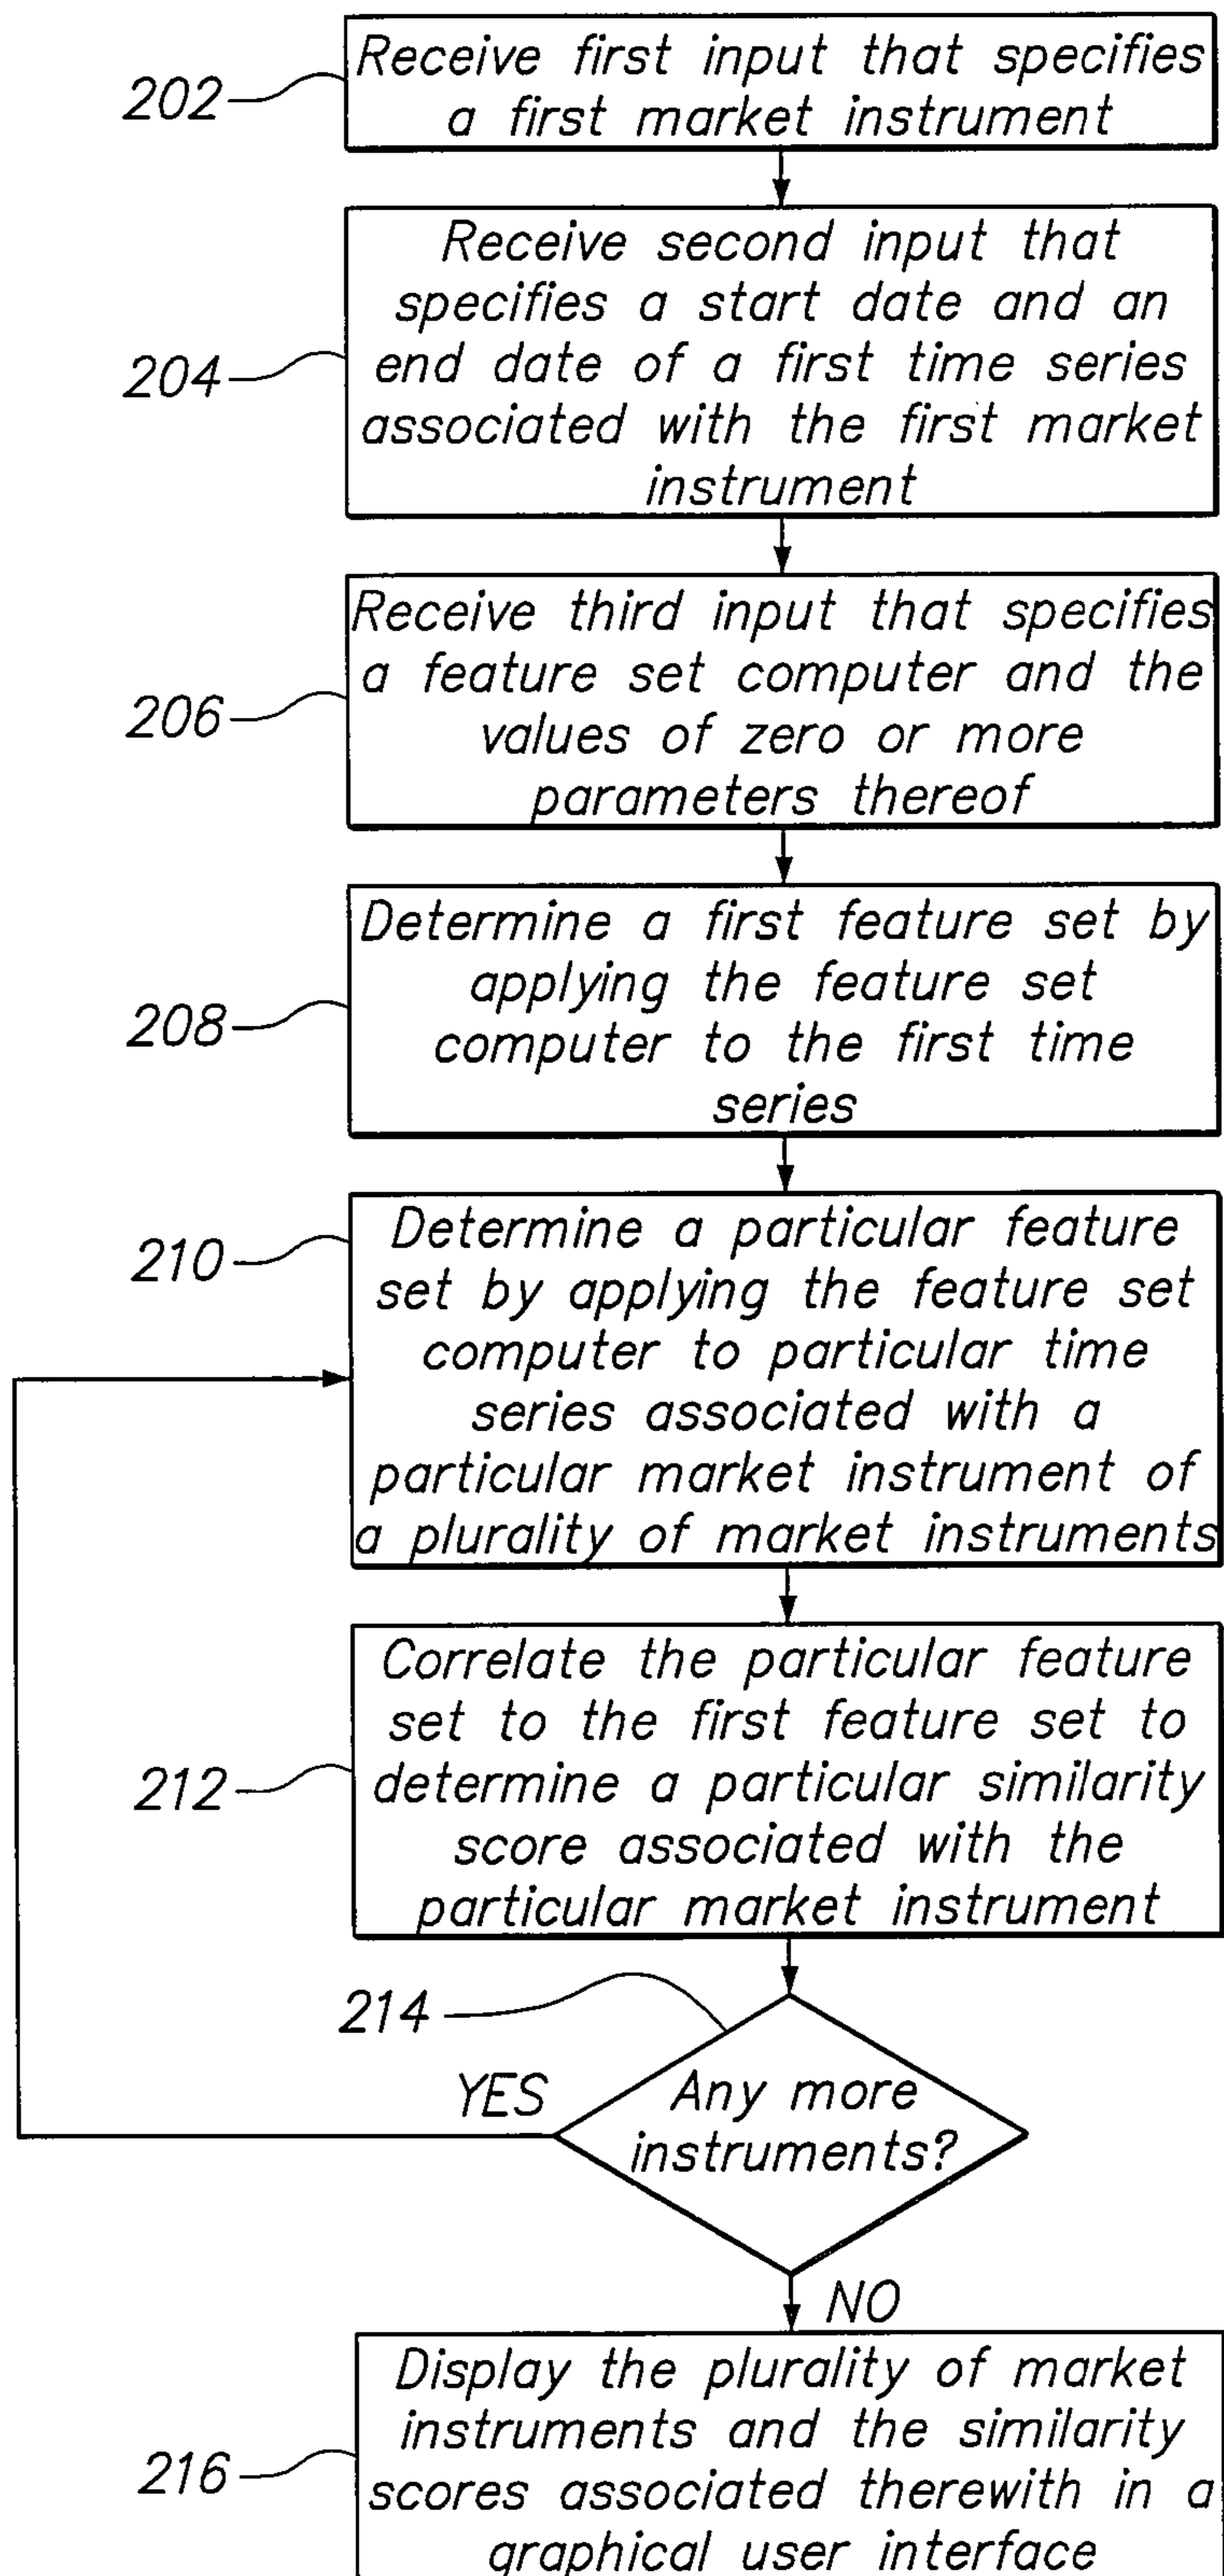 Receive first input that specifies
a first market instrument
202
Receive second input that
specifies a start date and an
end date of a first time series
associated with the first market
instrument
204
Receive third input that specifies
a feature set computer and the
values of zero or more
parameters thereof
206
Determine a first feature set by
applying the feature set
computer to the first time
series
208
Determine a particular feature
set by applying the feature set
computer to particular time
series associated with a
particular market instrument of
a plurality of market instruments
210
Correlate the particular feature
set to the first feature set to
determine a particular similarity
score associated with the
particular market instrument
212
214
YES
Any more
instruments?
NO
Display the plurality of market
instruments and the similarity
scores associated therewith in a
graphical user interface
216